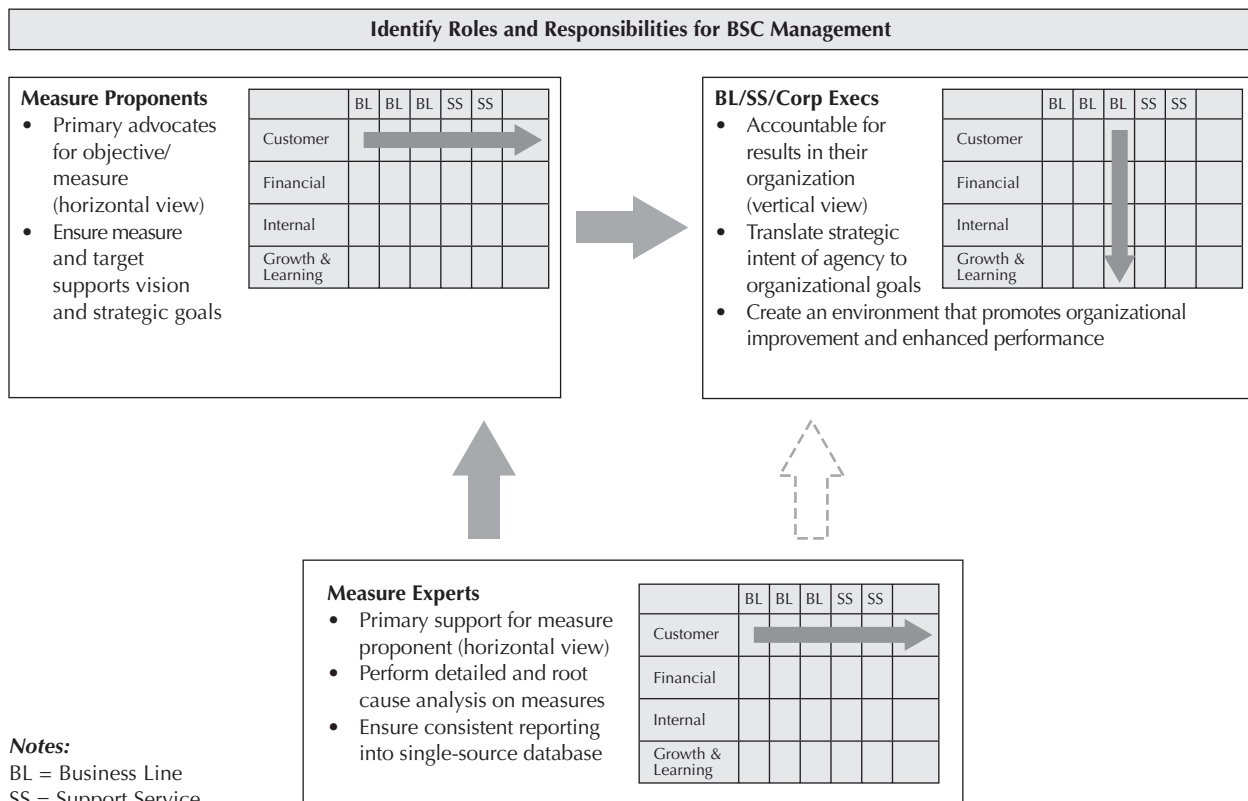 Identify Roles and Responsibilities for BSC Management
Measure Proponents
• Primary advocates
for objective/
measure
(horizontal view)
• Ensure measure
and target
supports vision
and strategic goals
BL BL BL SS SS
Customer
Financial
Internal
Growth &
Learning
BL/SS/Corp Execs
• Accountable for
results in their
organization
(vertical view)
• Translate strategic
intent of agency to
organizational goals
• Create an environment that promotes organizational
improvement and enhanced performance
BL BL BL SS SS
Customer
Financial
Internal
Growth &
Learning
Measure Experts
• Primary support for measure
proponent (horizontal view)
• Perform detailed and root
cause analysis on measures
• Ensure consistent reporting
into single-source database
BL BL BL SS SS
Customer
Financial
Internal
Growth &
Learning
Notes:
BL = Business Line
SS = Support Service